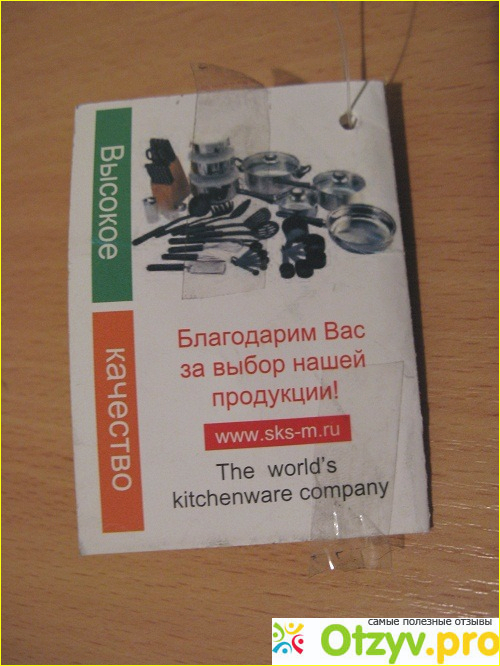 Высокое
качество
Благодарим Вас
за выбор нашей
продукции!
www.sks-m.ru
The world's
kitchenware company
самые полезные отзывы
Otzyv.pro